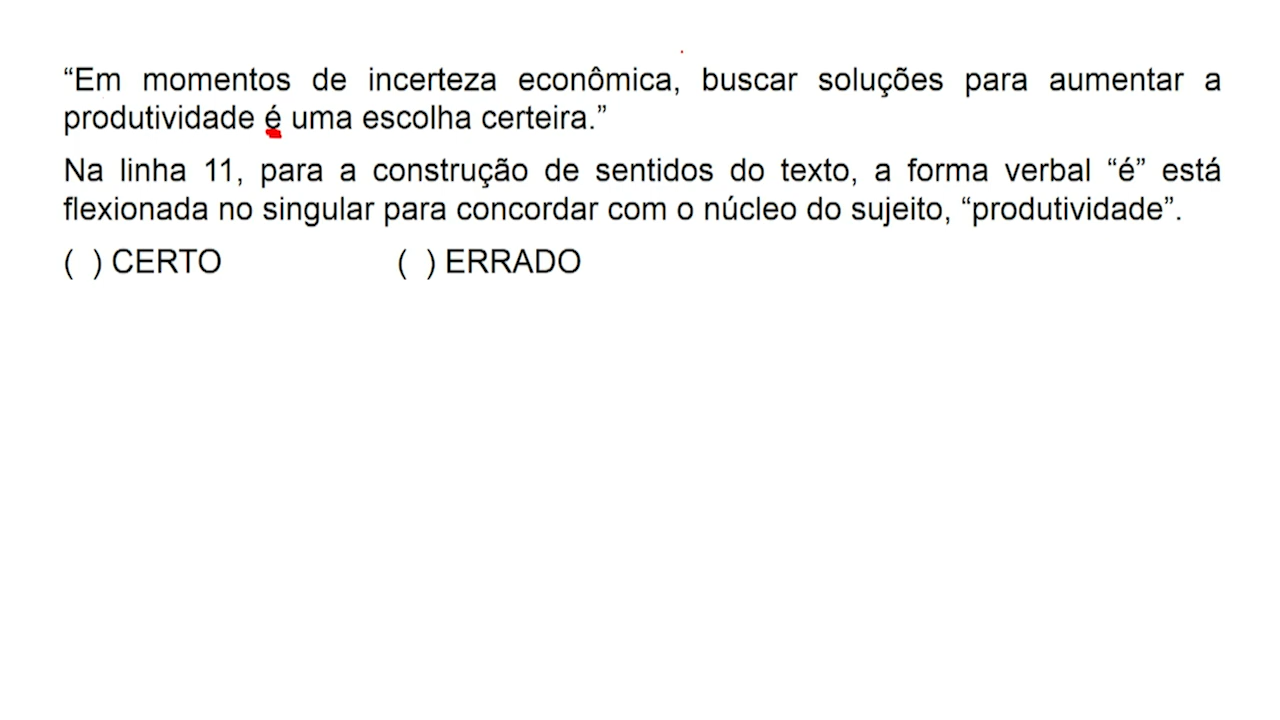 “Em momentos de incerteza econômica, buscar soluções para aumentar a
produtividade é uma escolha certeira.”
Na linha 11, para a construção de sentidos do texto, a forma verbal “é” está
flexionada no singular para concordar com o núcleo do sujeito, “produtividade”.
( ) CERTO ( ) ERRADO